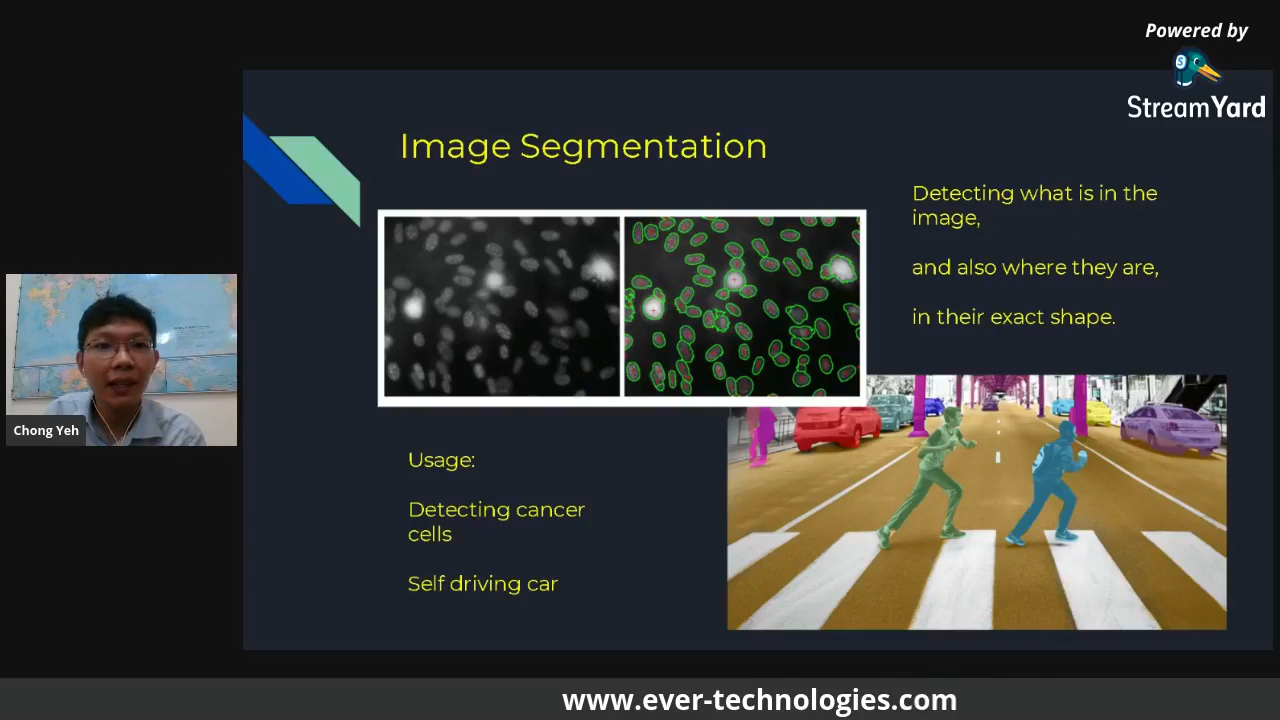 Powered by
StreamYard
Image Segmentation
Detecting what is in the
image,
and also where they are,
in their exact shape.
Chong Yeh
Usage:
Detecting cancer
cells
Self driving car
www.ever-technologies.com